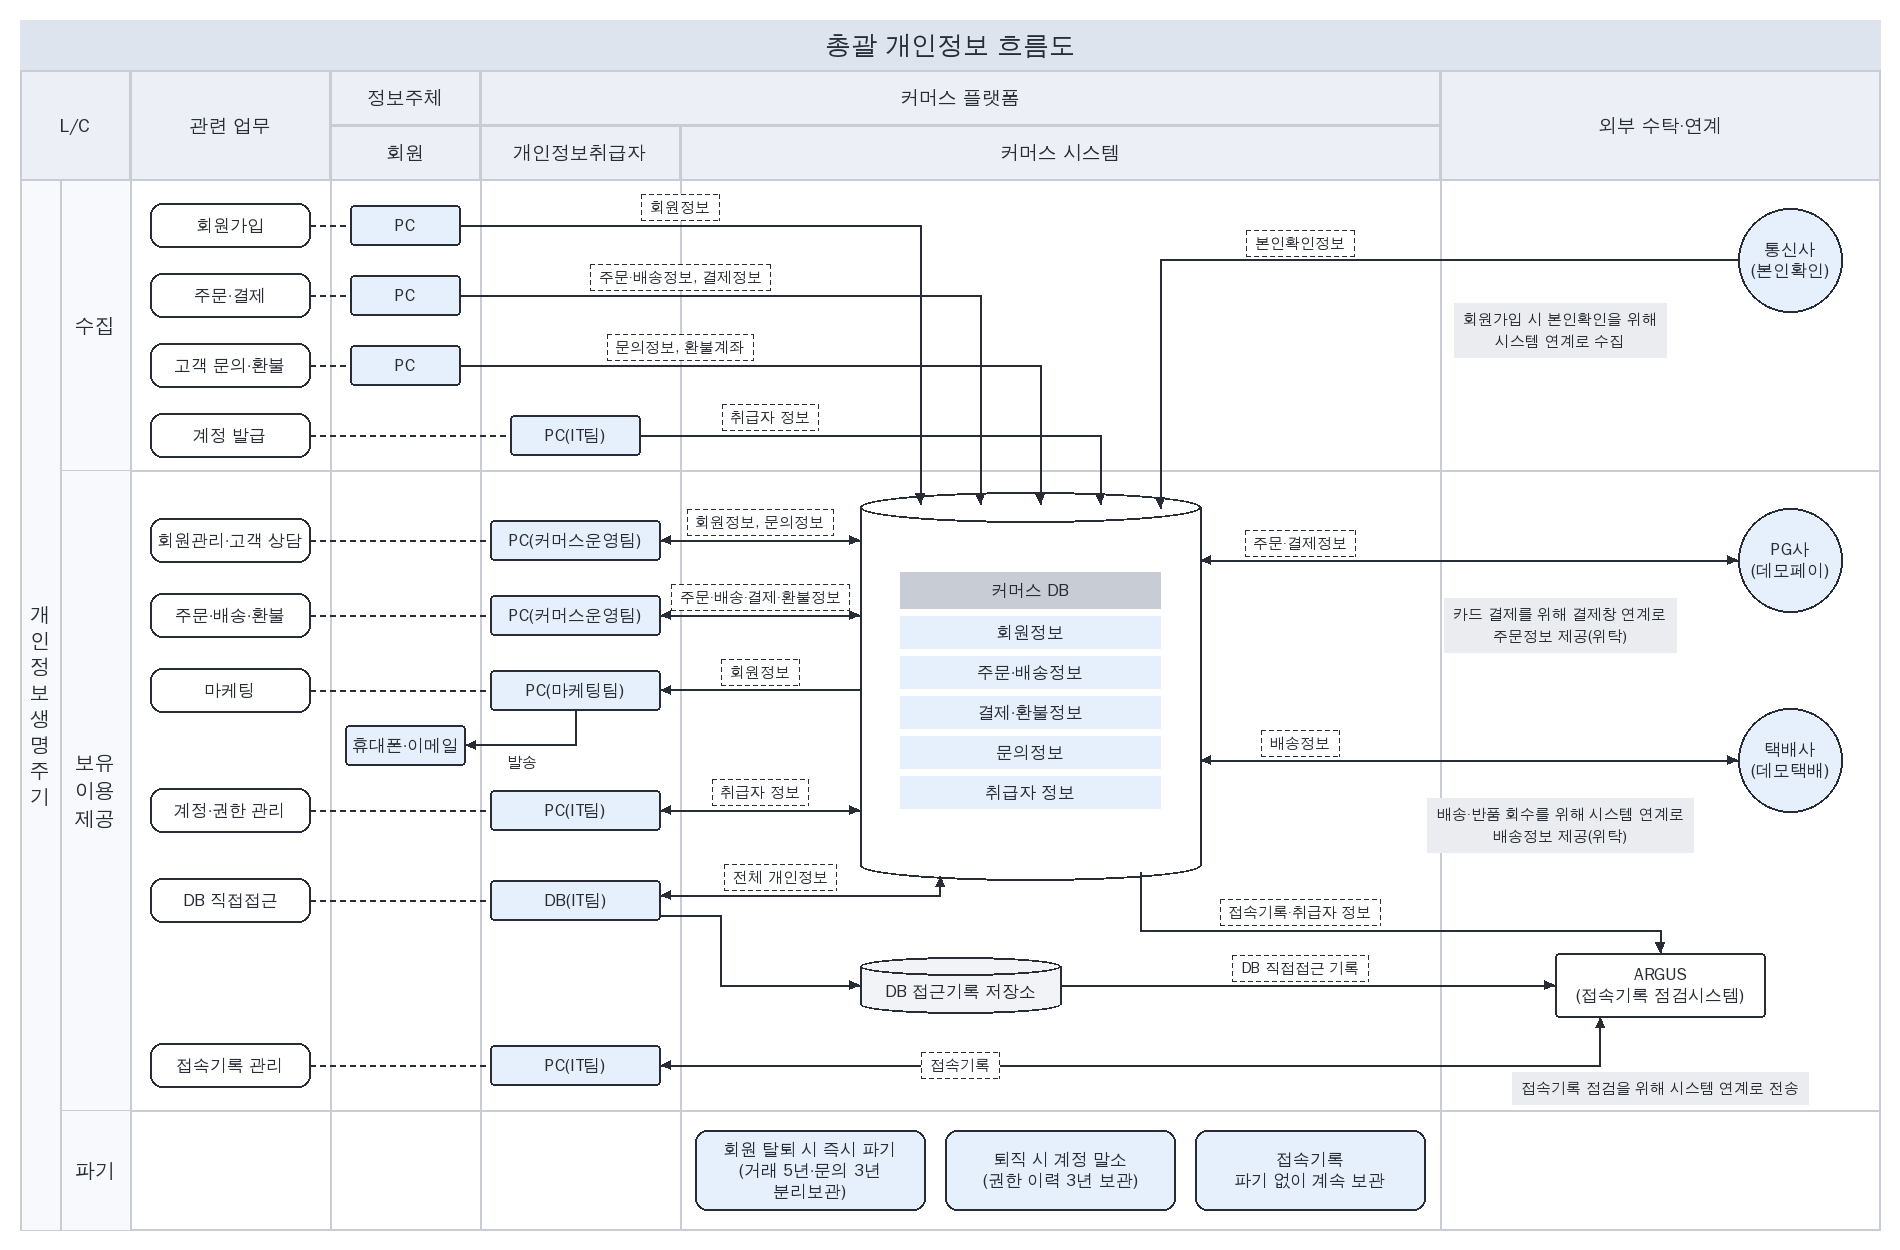 총괄 개인정보 흐름도
L/C
관련 업무
정보주체
커머스 플랫폼
외부 수탁·연계
회원
개인정보취급자
커머스 시스템
개
인
정
보
생
명
주
기
수집
회원가입
PC
회원정보
주문·결제
PC
주문·배송정보, 결제정보
고객 문의·환불
PC
문의정보, 환불계좌
계정 발급
PC(IT팀)
취급자 정보
본인확인정보
통신사
(본인확인)
회원가입 시 본인확인을 위해
시스템 연계로 수집
보유
이용
제공
회원관리·고객 상담
PC(커머스운영팀)
회원정보, 문의정보
주문·배송·환불
PC(커머스운영팀)
주문·배송·결제·환불정보
마케팅
PC(마케팅팀)
회원정보
휴대폰·이메일
발송
계정·권한 관리
PC(IT팀)
취급자 정보
DB 직접접근
DB(IT팀)
전체 개인정보
커머스 DB
회원정보
주문·배송정보
결제·환불정보
문의정보
취급자 정보
주문·결제정보
PG사
(데모페이)
카드 결제를 위해 결제창 연계로
주문정보 제공(위탁)
배송정보
택배사
(데모택배)
배송·반품 회수를 위해 시스템 연계로
배송정보 제공(위탁)
접속기록·취급자 정보
DB 접근기록 저장소
DB 직접접근 기록
ARGUS
(접속기록 점검시스템)
접속기록 관리
PC(IT팀)
접속기록
접속기록 점검을 위해 시스템 연계로 전송
파기
회원 탈퇴 시 즉시 파기
(거래 5년·문의 3년
분리보관)
퇴직 시 계정 말소
(권한 이력 3년 보관)
접속기록
파기 없이 계속 보관